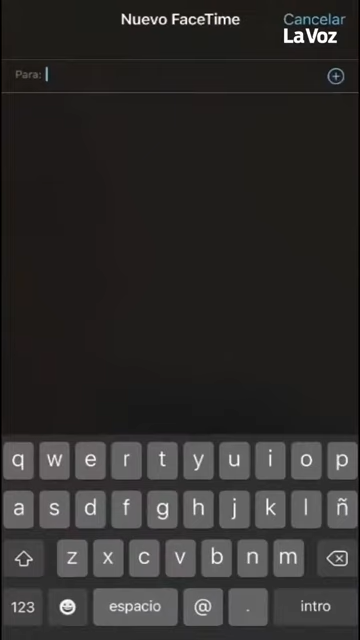 Nuevo FaceTime
Cancelar
La Voz
Para:
q w e r t y u i o p
a s d f g h j k l ñ
z x c v b n m
123 espacio @ . intro